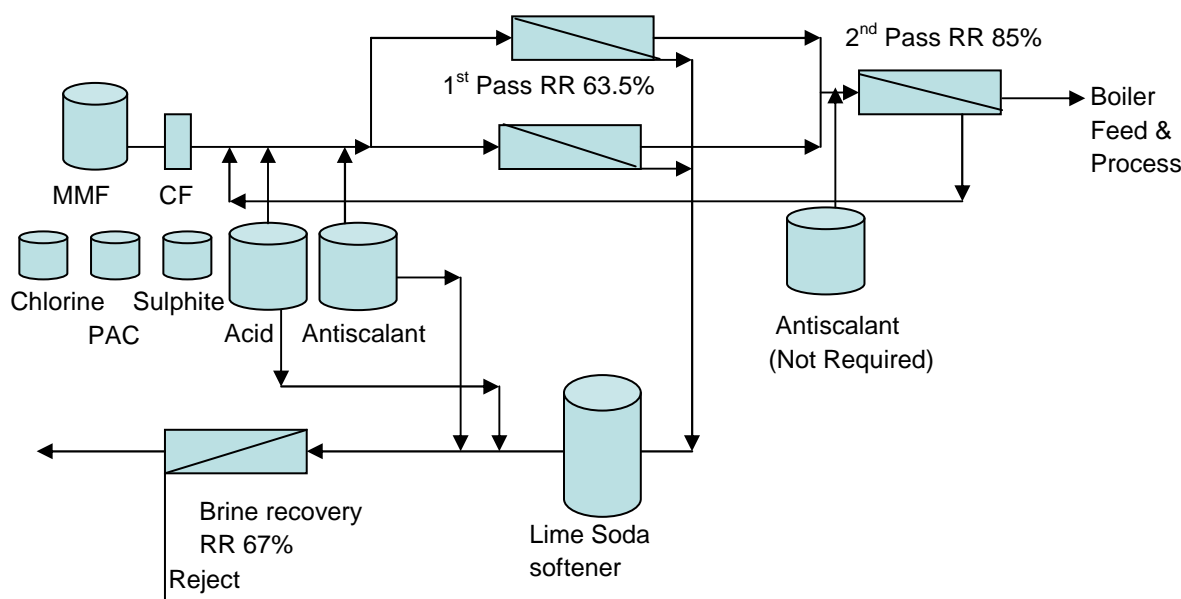 2nd Pass RR 85%
1st Pass RR 63.5%
Boiler
Feed &
Process
MMF
CF
Chlorine
PAC
Sulphite
Acid
Antiscalant
Antiscalant
(Not Required)
Brine recovery
RR 67%
Reject
Lime Soda
softener